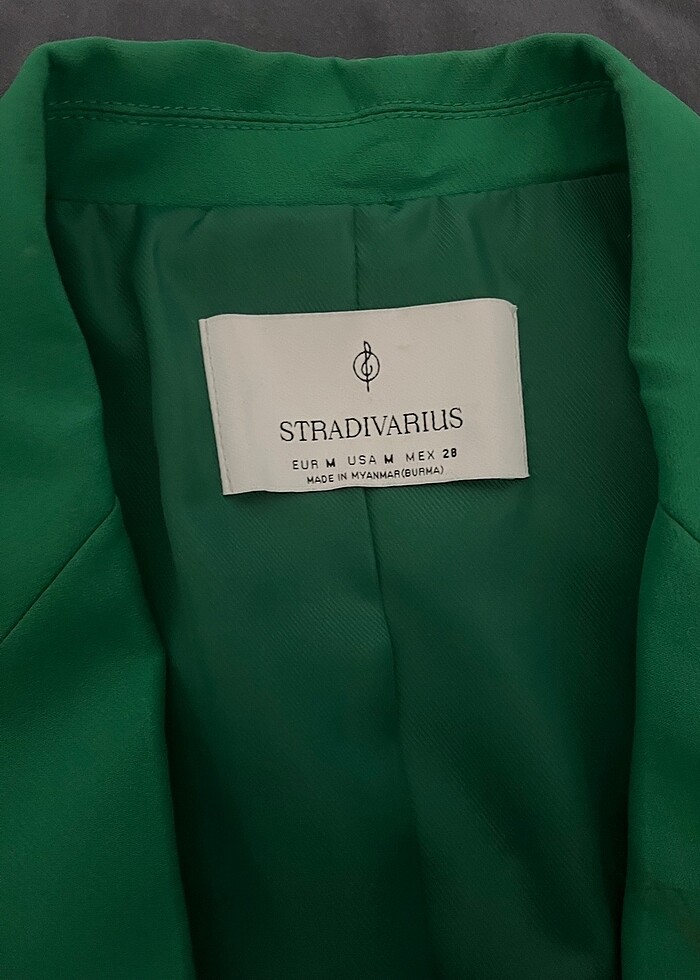 STRADIVARIUS
EUR M USA M MEX 28
MADE IN MYANMAR(BURMA)